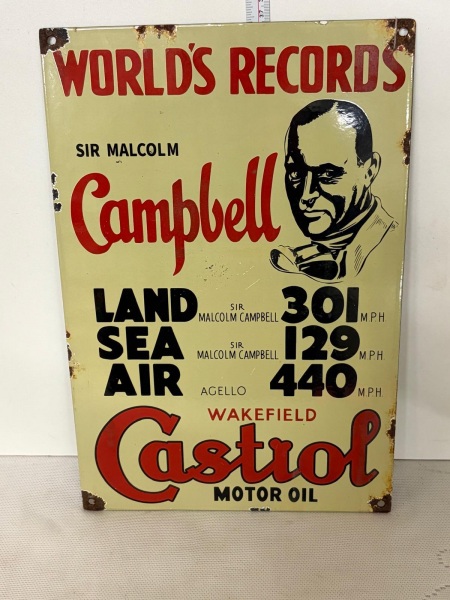 WORLD'S RECORDS
SIR MALCOLM
Campbell
LAND SIR MALCOLM CAMPBELL 301 M.P.H
SEA SIR MALCOLM CAMPBELL 129 M.P.H
AIR AGELLO 440 M.P.H
WAKEFIELD
Castrol
MOTOR OIL